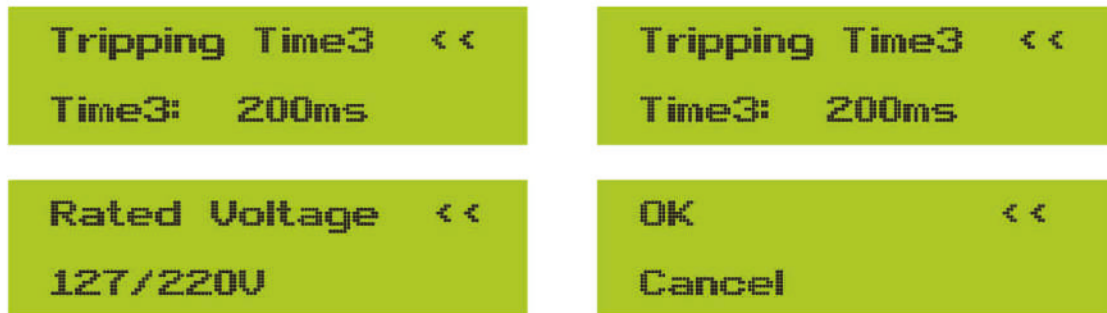 Tripping Time3 <<
Time3: 200ms
Tripping Time3 <<
Time3: 200ms
Rated Voltage <<
127/220V
OK <<
Cancel